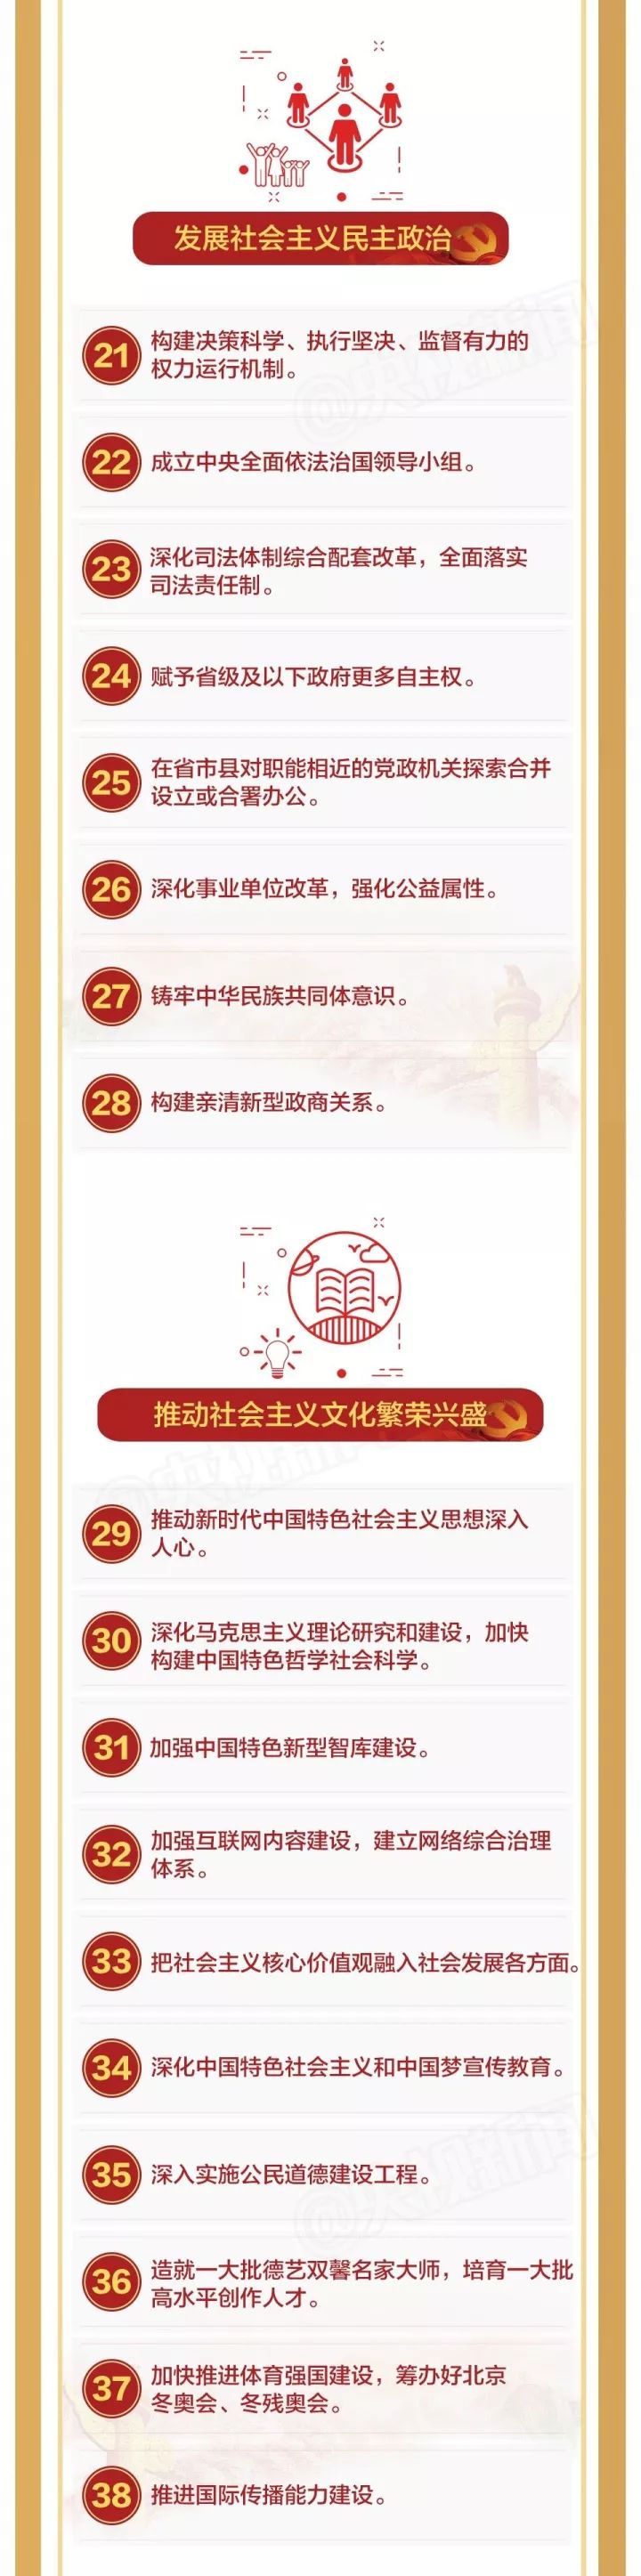 发展社会主义民主政治
21
构建决策科学、执行坚决、监督有力的
权力运行机制。
22
成立中央全面依法治国领导小组。
23
深化司法体制综合配套改革，全面落实
司法责任制。
24
赋予省级及以下政府更多自主权。
25
在省市县对职能相近的党政机关探索合并
设立或合署办公。
26
深化事业单位改革，强化公益属性。
27
铸牢中华民族共同体意识。
28
构建亲清新型政商关系。
推动社会主义文化繁荣兴盛
29
推动新时代中国特色社会主义思想深入
人心。
30
深化马克思主义理论研究和建设，加快
构建中国特色哲学社会科学。
31
加强中国特色新型智库建设。
32
加强互联网内容建设，建立网络综合治理
体系。
33
把社会主义核心价值观融入社会发展各方面。
34
深化中国特色社会主义和中国梦宣传教育。
35
深入实施公民道德建设工程。
36
造就一大批德艺双馨名家大师，培育一大批
高水平创作人才。
37
加快推进体育强国建设，筹办好北京
冬奥会、冬残奥会。
38
推进国际传播能力建设。
@央视新闻
@央视新闻